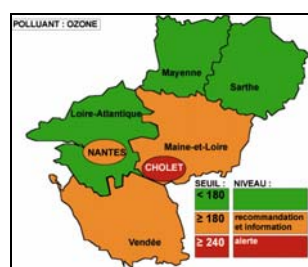 POLLUANT : OZONE
Mayenne
Sarthe
Loire-Atlantique
Maine-et-Loire
NANTES
CHOLET
Vendée
SEUIL : NIVEAU :
< 180
≥ 180 recommandation et information
≥ 240 alerte